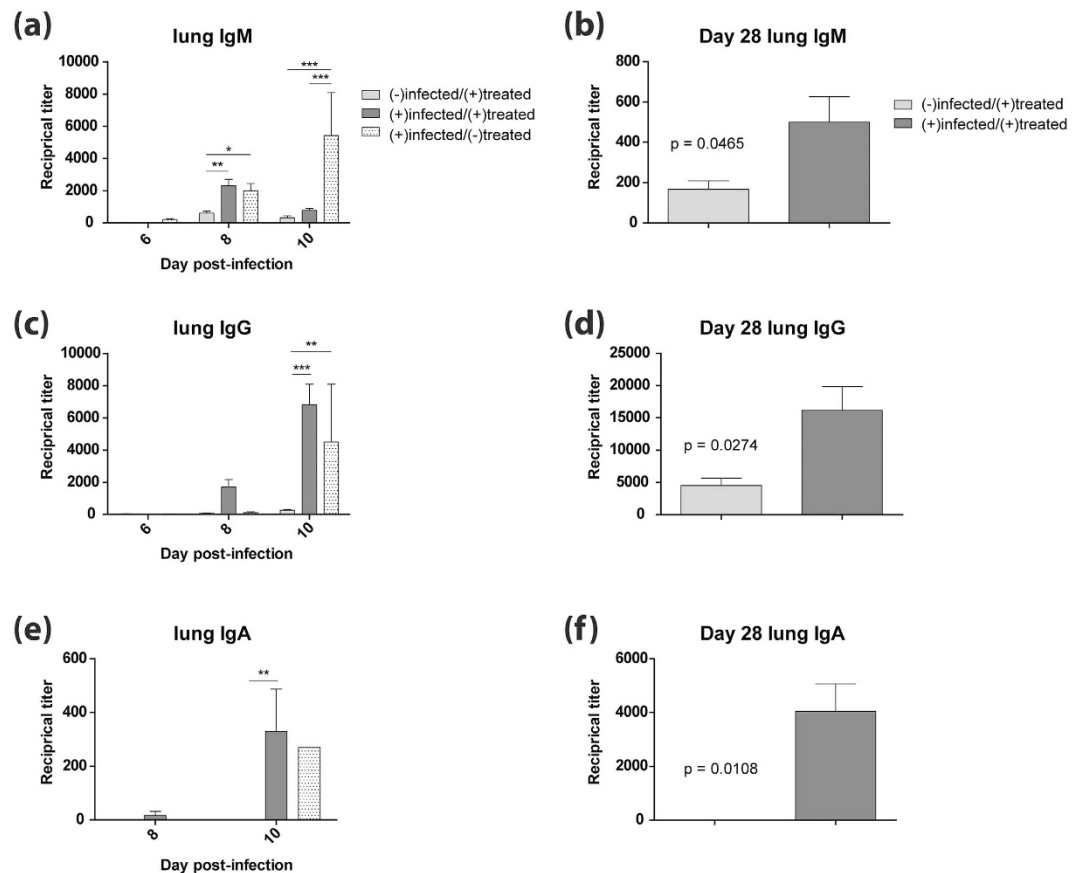 (a)
lung IgM
10000
8000
6000
4000
2000
0
Reciprical titer
***
***
*
**
6
8
10
Day post-infection
(-)infected/(+)treated
(+)infected/(+)treated
(+)infected/(-)treated
(b)
Day 28 lung IgM
800
600
400
200
0
Reciprical titer
p = 0.0465
(-)infected/(+)treated
(+)infected/(+)treated
(c)
lung IgG
10000
8000
6000
4000
2000
0
Reciprical titer
**
***
6
8
10
Day post-infection
(d)
Day 28 lung IgG
25000
20000
15000
10000
5000
0
Reciprical titer
p = 0.0274
(e)
lung IgA
600
400
200
0
Reciprical titer
**
8
10
Day post-infection
(f)
Day 28 lung IgA
6000
4000
2000
0
Reciprical titer
p = 0.0108